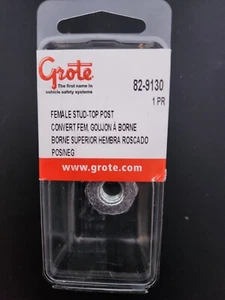 Grote
The first name in
vehicle safety systems
82-9130
1 PR
FEMALE STUD-TOP POST
CONVERT FEM, GOUJON À BORNE
BORNE SUPERIOR HEMBRA ROSCADO
POS/NEG
www.grote.com